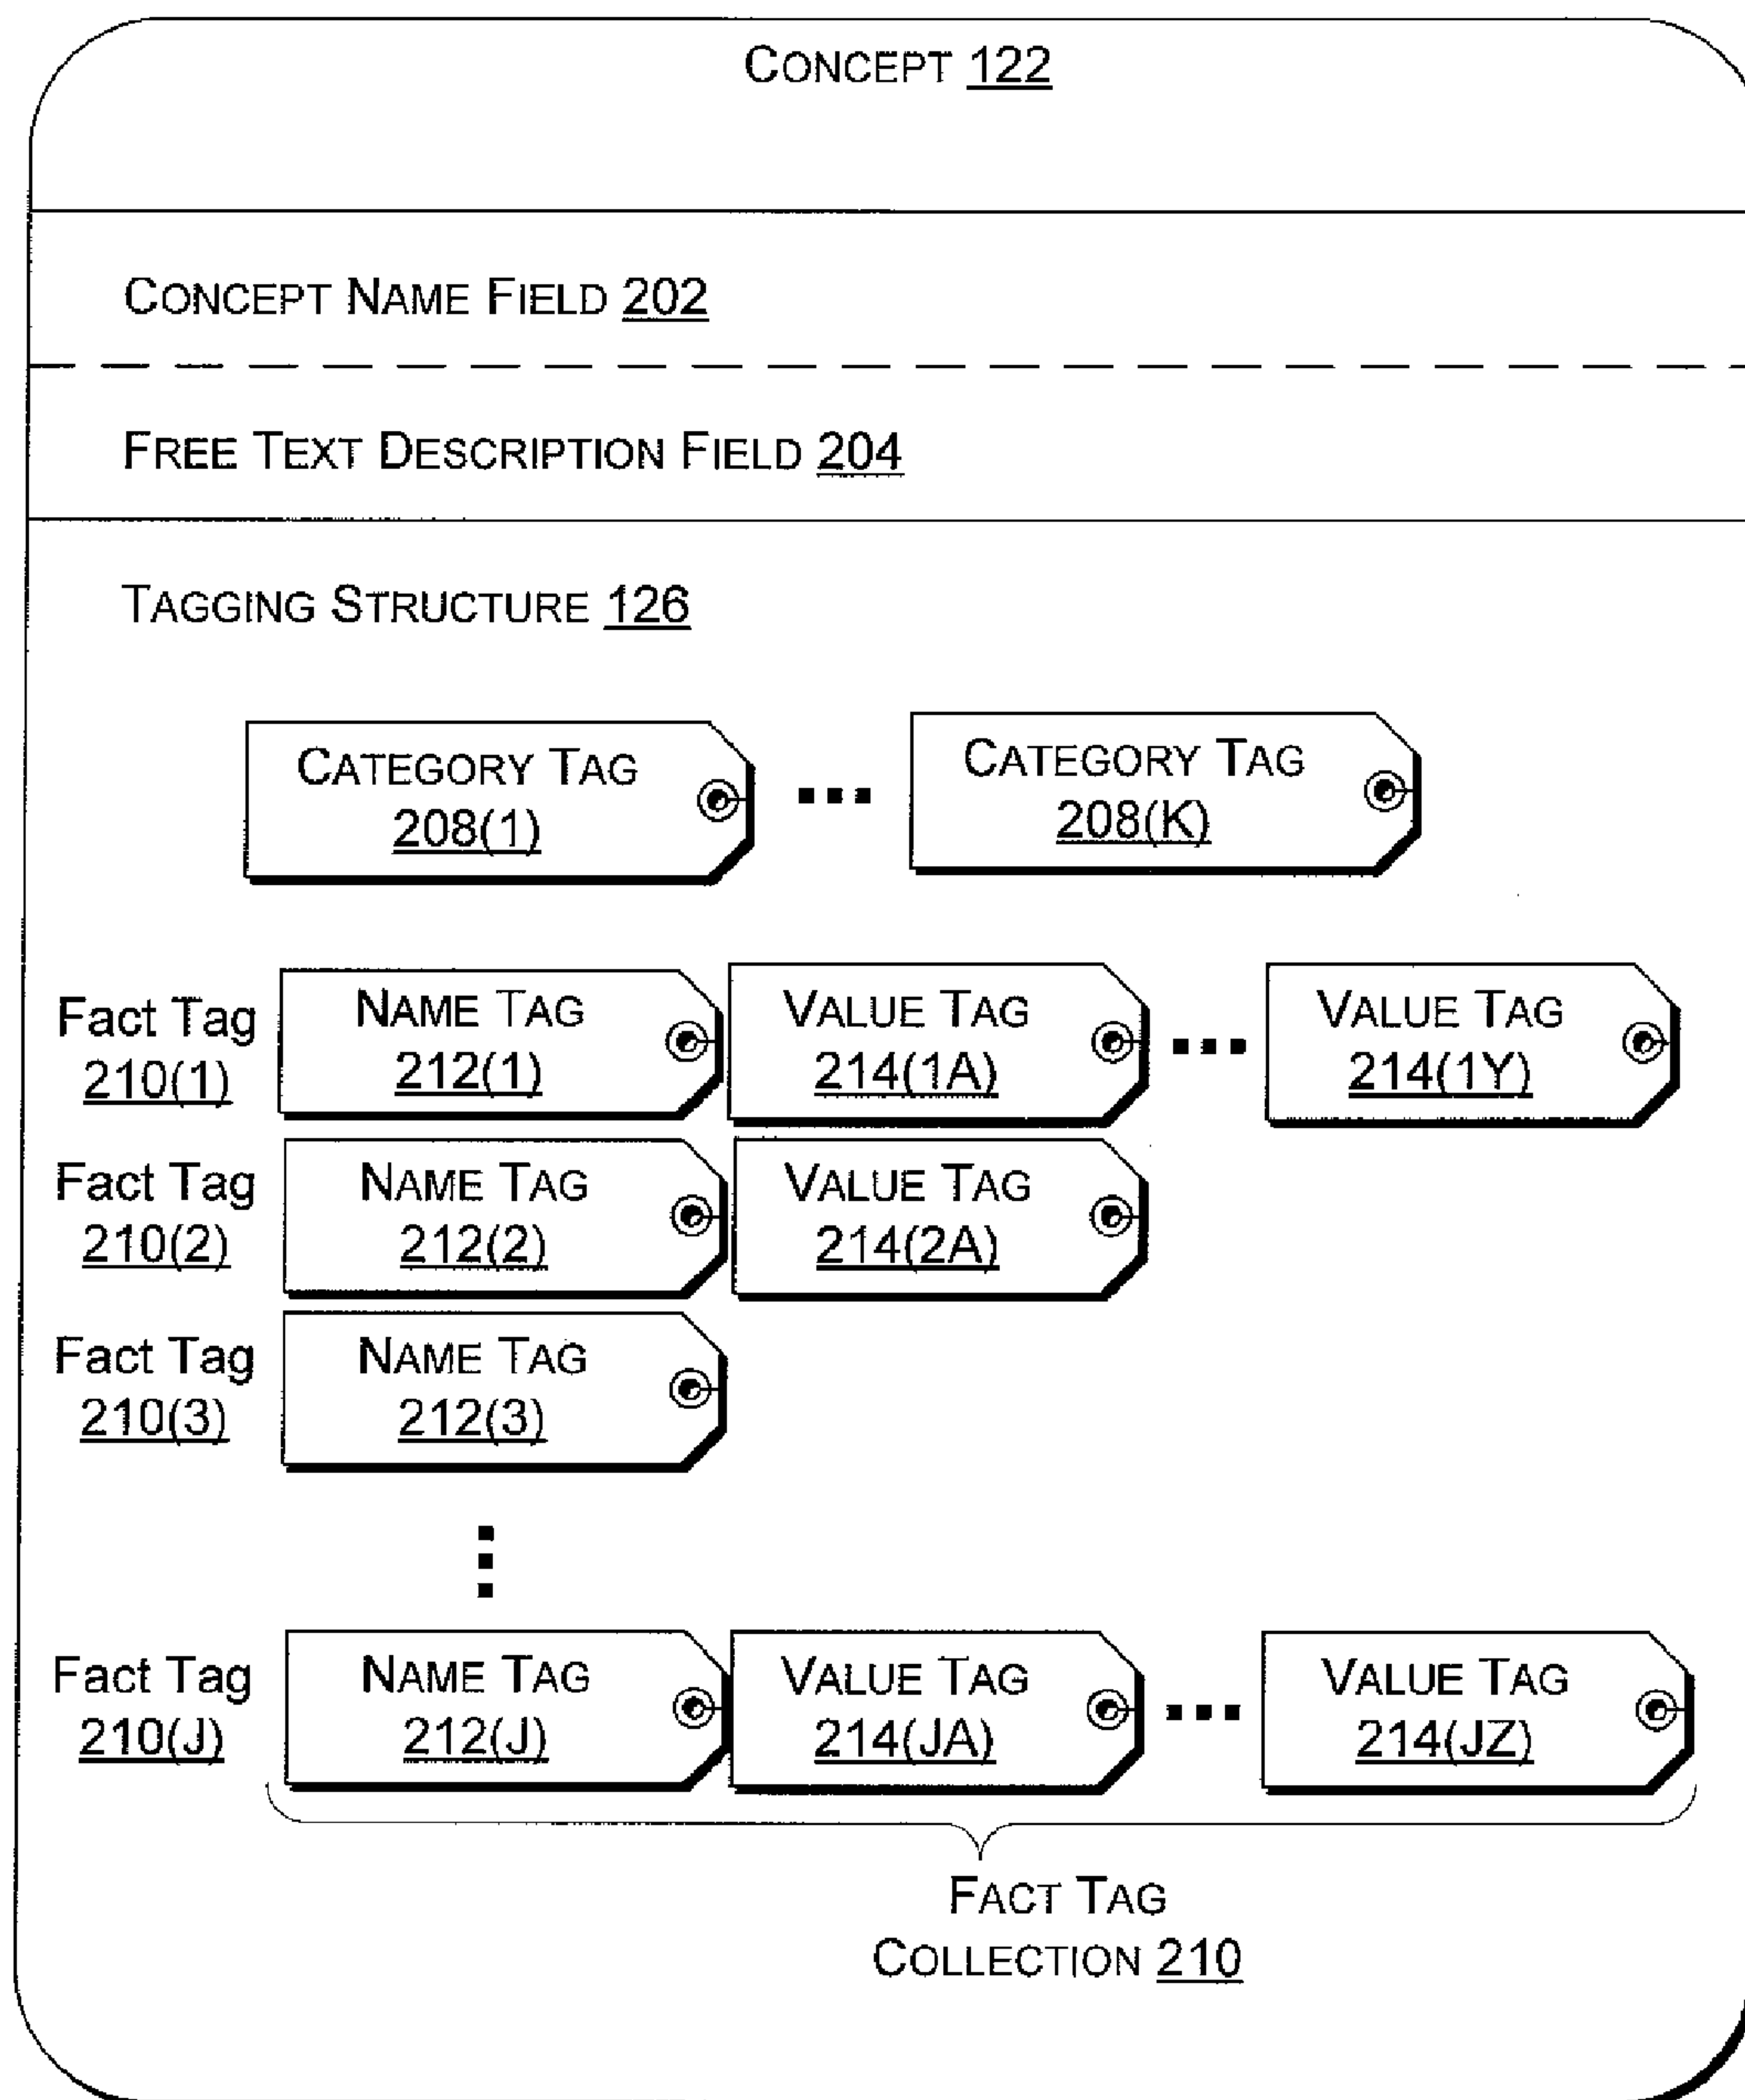 CONCEPT 122
CONCEPT NAME FIELD 202
FREE TEXT DESCRIPTION FIELD 204
TAGGING STRUCTURE 126
CATEGORY TAG
208(1)
...
CATEGORY TAG
208(K)
Fact Tag
210(1)
NAME TAG
212(1)
VALUE TAG
214(1A)
...
VALUE TAG
214(1Y)
Fact Tag
210(2)
NAME TAG
212(2)
VALUE TAG
214(2A)
Fact Tag
210(3)
NAME TAG
212(3)
Fact Tag
210(J)
NAME TAG
212(J)
VALUE TAG
214(JA)
...
VALUE TAG
214(JZ)
FACT TAG
COLLECTION 210